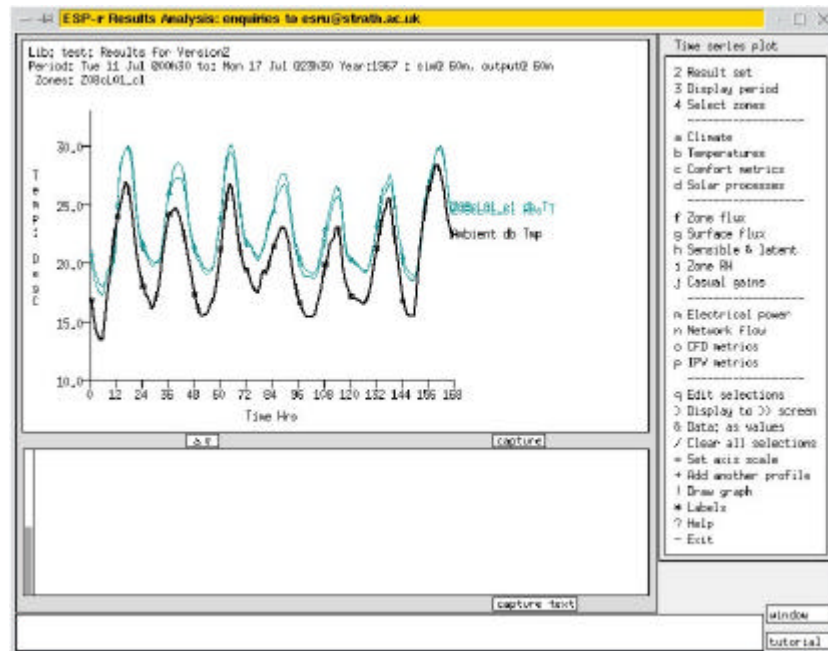 ESP-r Results Analysis: enquiries to esru@strath.ac.uk
Lib: test: Results for Version2
Period: Tue 11 Jul @00h30 to: Mon 17 Jul @23h30 Year:1967 : sim@ 60m, output@ 60m
Zones: Z08cL01_cl
30.0
25.0
20.0
15.0
10.0
Temp: DegC
0 12 24 36 48 60 72 84 96 108 120 132 144 156 168
Time Hrs
Z08cL01_cl db T
Ambient db Tmp
capture
capture text
Time series plot
2 Result set
3 Display period
4 Select zones
a Climate
b Temperatures
c Comfort metrics
d Solar processes
f Zone flux
g Surface flux
h Sensible & latent
i Zone RH
j Casual gains
m Electrical power
n Network flow
o CFD metrics
p IPV metrics
q Edit selections
> Display to >> screen
& Data: as values
/ Clear all selections
= Set axis scale
+ Add another profile
! Draw graph
* Labels
? Help
- Exit
window
tutorial